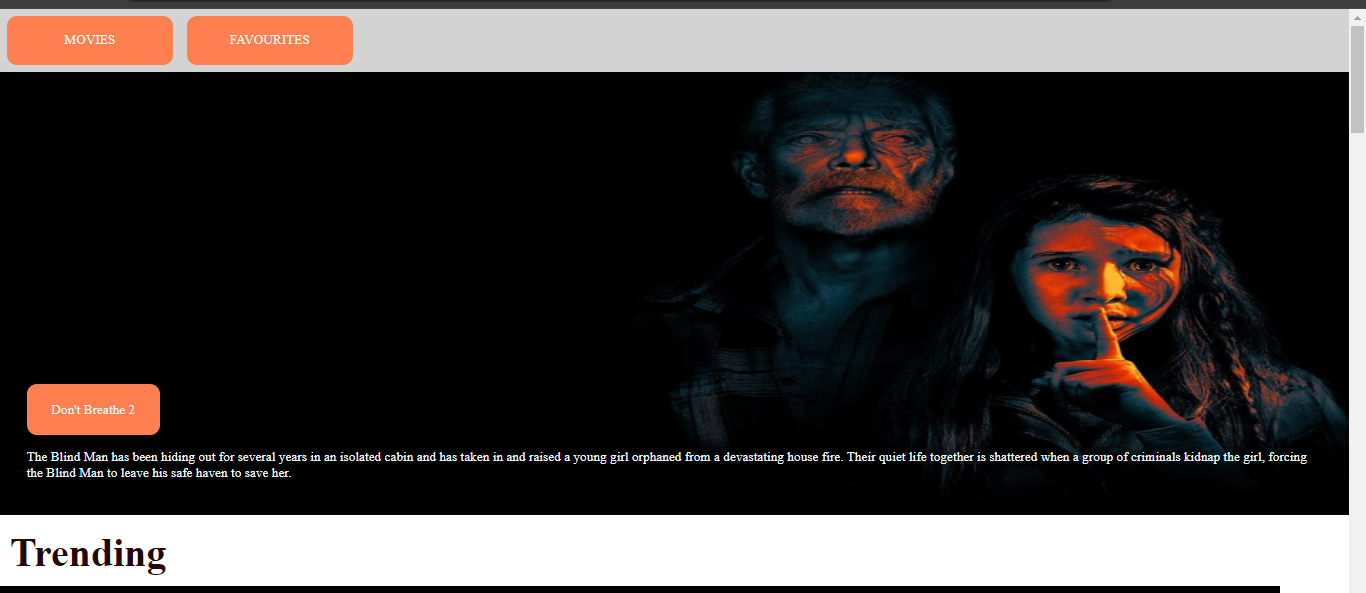 MOVIES
FAVOURITES
Don't Breathe 2
The Blind Man has been hiding out for several years in an isolated cabin and has taken in and raised a young girl orphaned from a devastating house fire. Their quiet life together is shattered when a group of criminals kidnap the girl, forcing
the Blind Man to leave his safe haven to save her.
Trending